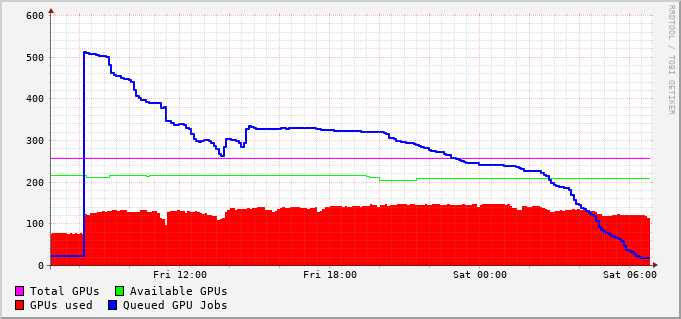 600
500
400
300
200
100
0
Fri 12:00 Fri 18:00 Sat 00:00 Sat 06:00
Total GPUs Available GPUs
GPUs used Queued GPU Jobs
RRDTOOL / TOBI OETIKER